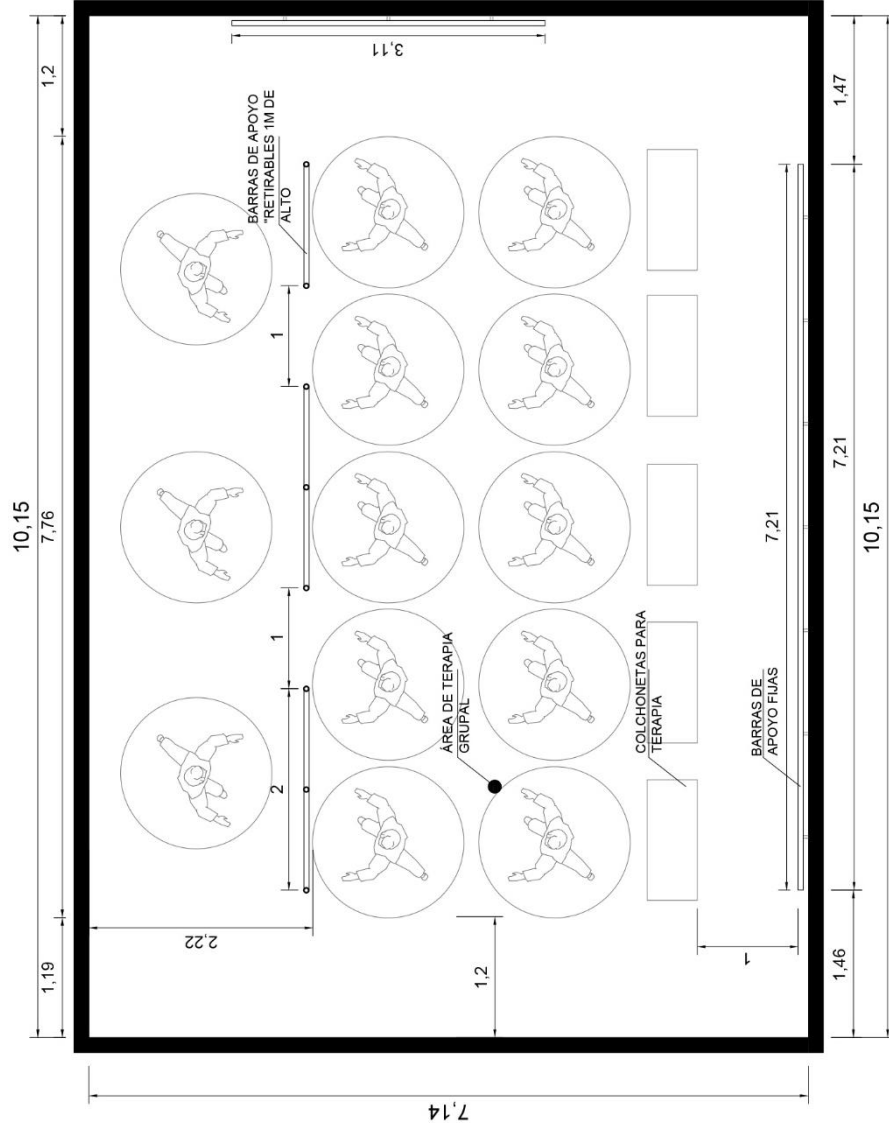 10,15
1,19
7,76
1,2
2,22
3,11
BARRAS DE APOYO
"RETIRABLES 1M DE
ALTO
2
1
1
7,14
1,2
ÁREA DE TERAPIA
GRUPAL
COLCHONETAS PARA
TERAPIA
1
BARRAS DE
APOYO FIJAS
7,21
1,46
7,21
1,47
10,15